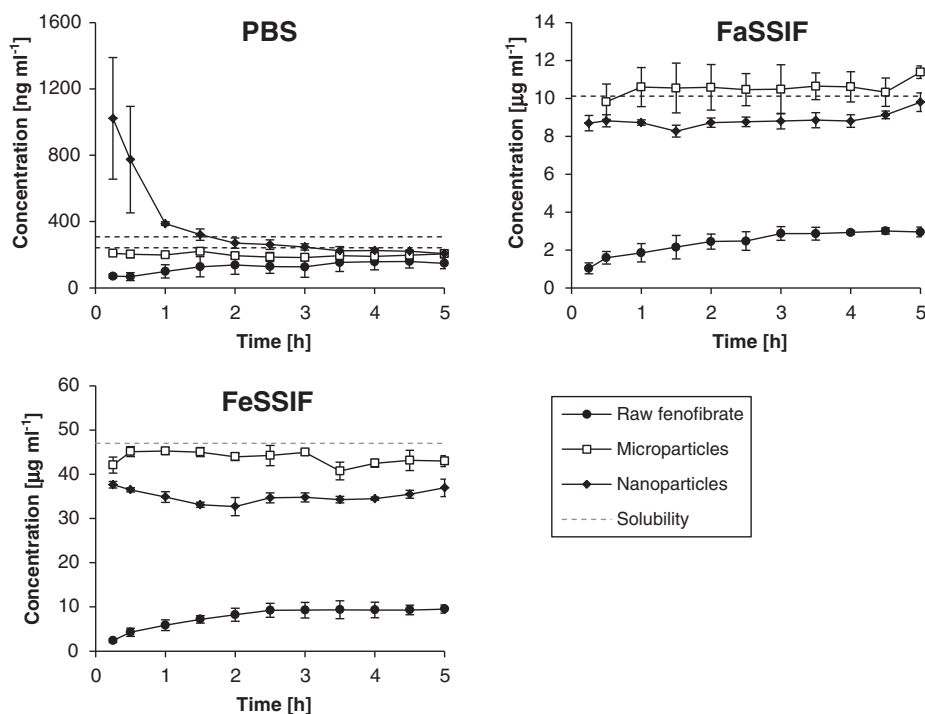 PBS
Concentration [ng ml⁻¹]
1600
1200
800
400
0
0 1 2 3 4 5
Time [h]
FaSSIF
Concentration [µg ml⁻¹]
14
12
10
8
6
4
2
0
0 1 2 3 4 5
Time [h]
FeSSIF
Concentration [µg ml⁻¹]
60
50
40
30
20
10
0
0 1 2 3 4 5
Time [h]
Raw fenofibrate
Microparticles
Nanoparticles
Solubility